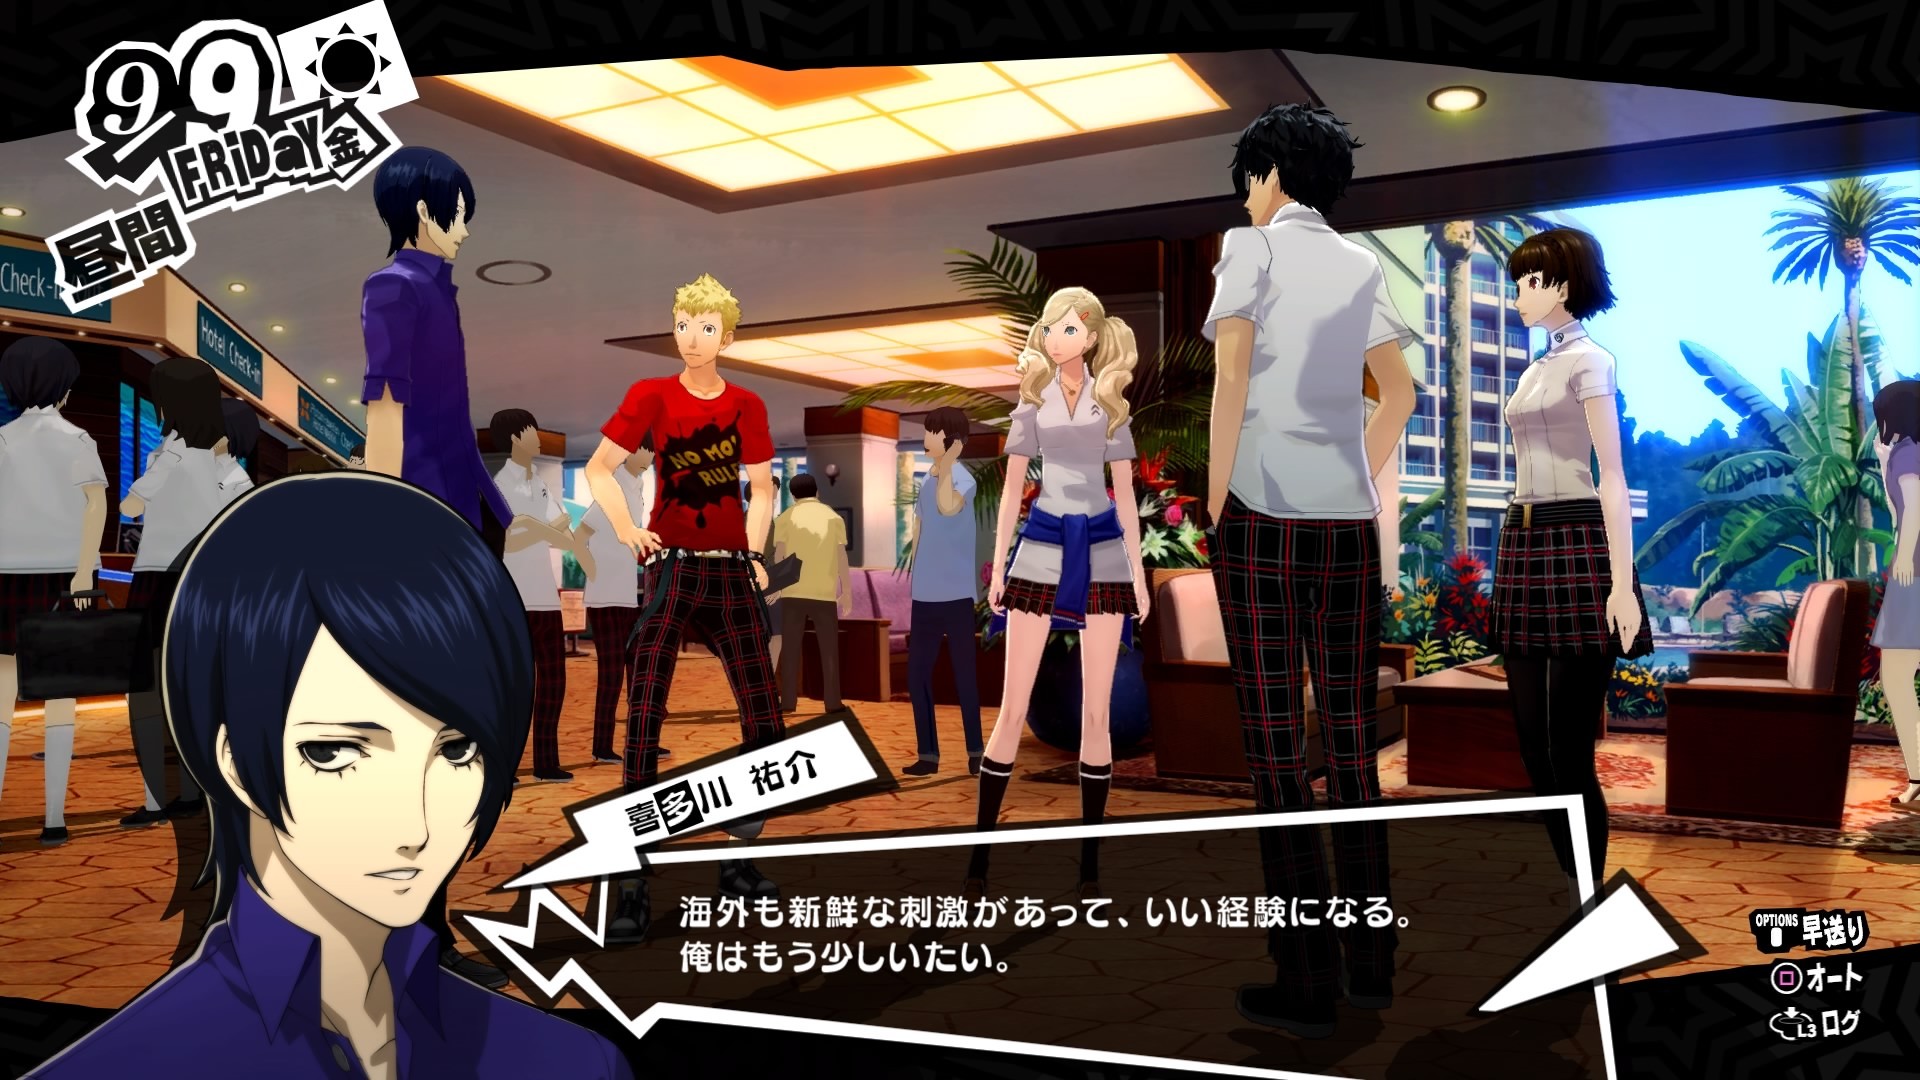 9 9
FRiDaY 金
昼間
Check-in
Hotel Check-in
NO MO'
RULE
喜多川 祐介
海外も新鮮な刺激があって、いい経験になる。
俺はもう少しいたい。
OPTIONS 早送り
オート
L3 ログ